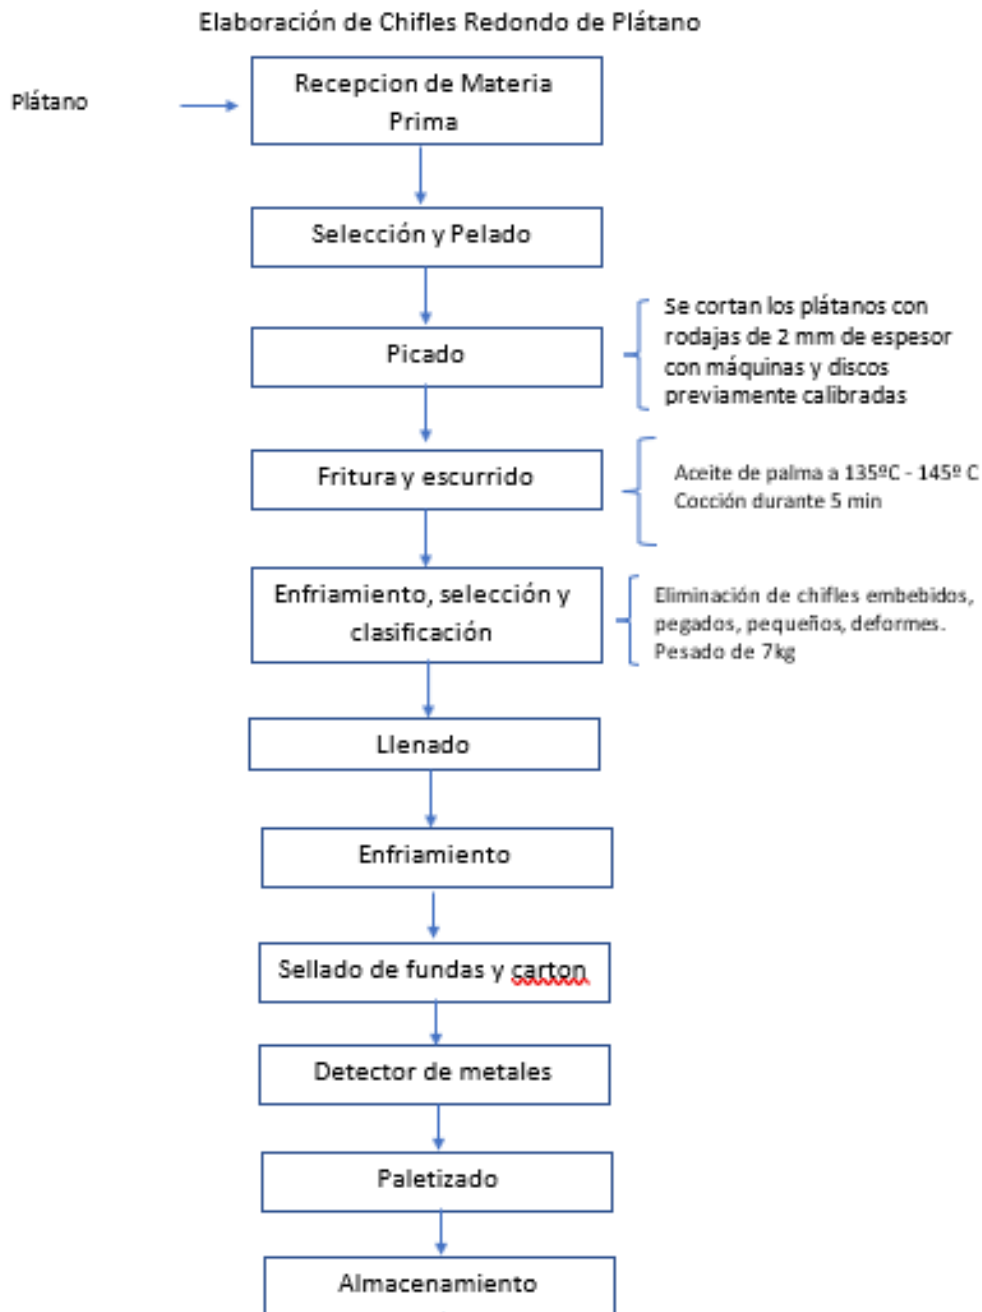 Elaboración de Chifles Redondo de Plátano
Plátano
Recepcion de Materia
Prima
Selección y Pelado
Picado
Se cortan los plátanos con
rodajas de 2 mm de espesor
con máquinas y discos
previamente calibradas
Fritura y escurrido
Aceite de palma a 135ºC - 145º C
Cocción durante 5 min
Enfriamiento, selección y
clasificación
Eliminación de chifles embebidos,
pegados, pequeños, deformes.
Pesado de 7kg
Llenado
Enfriamiento
Sellado de fundas y carton
Detector de metales
Paletizado
Almacenamiento